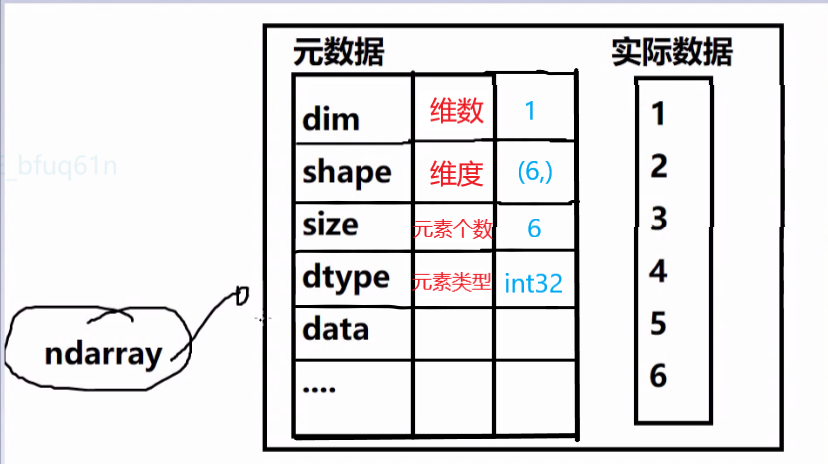 元数据
实际数据
dim 维数 1
shape 维度 (6,)
size 元素个数 6
dtype 元素类型 int32
data
....
1
2
3
4
5
6
ndarray
_bfuq61n